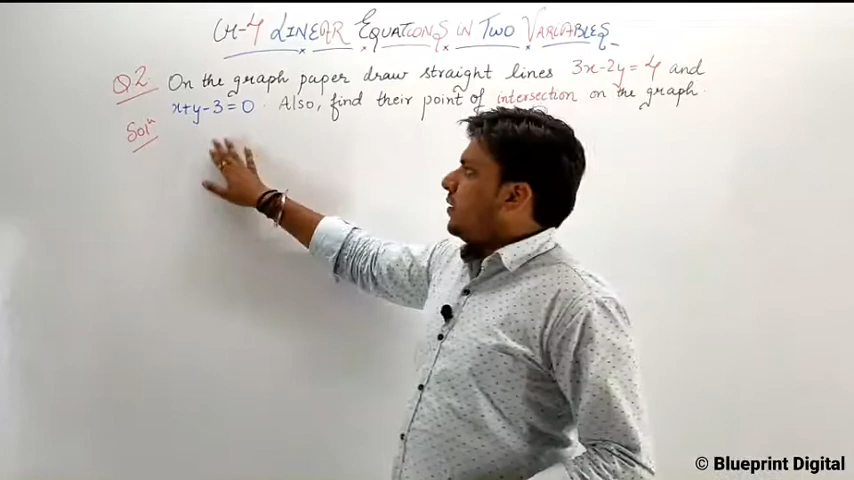 CH-4 LINEAR EQUATIONS IN TWO VARIABLES
Q2. On the graph paper draw straight lines 3x-2y=4 and
x+y-3=0. Also, find their point of intersection on the graph.
Solⁿ
© Blueprint Digital